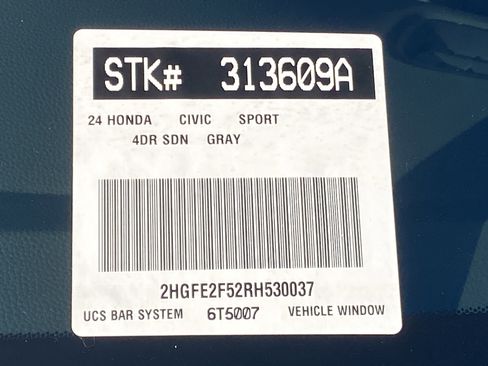 STK# 313609A
24 HONDA CIVIC SPORT
4DR SDN GRAY
2HGFE2F52RH530037
UCS BAR SYSTEM 6T5007 VEHICLE WINDOW